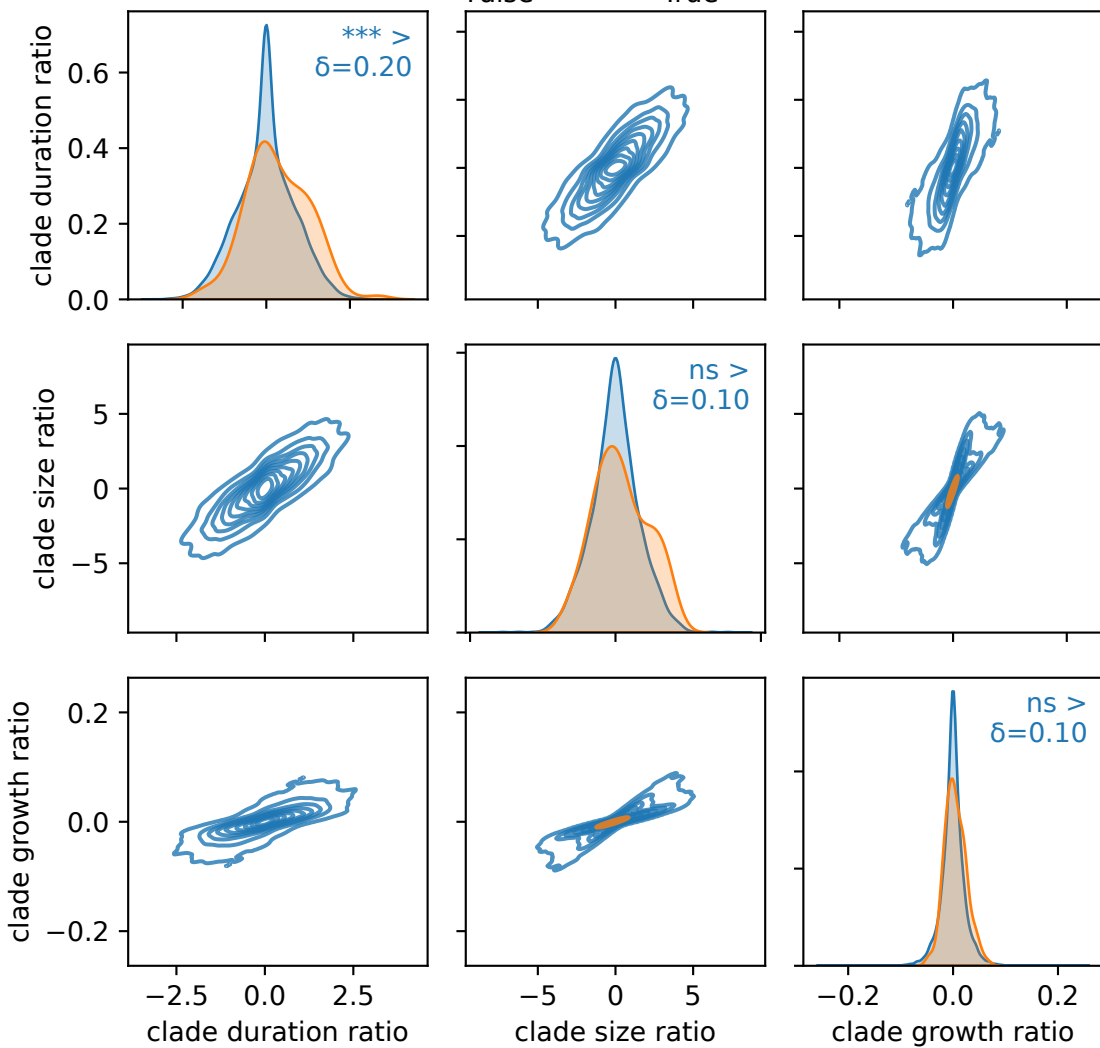 True
clade duration ratio
0.6
0.4
0.2
0.0
*** >
δ=0.20
clade size ratio
5
0
−5
ns >
δ=0.10
clade growth ratio
0.2
0.0
−0.2
ns >
δ=0.10
−2.5 0.0 2.5
−5 0 5
−0.2 0.0 0.2
clade duration ratio
clade size ratio
clade growth ratio